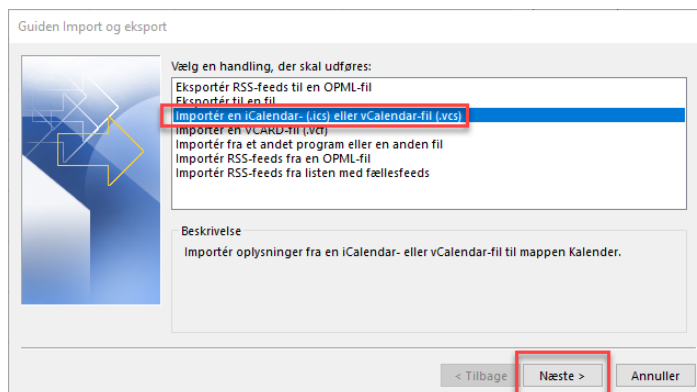 Guiden Import og eksport
Vælg en handling, der skal udføres:
Eksportér RSS-feeds til en OPML-fil
Eksportér til en fil
Importér en iCalendar- (.ics) eller vCalendar-fil (.vcs)
Importér en VCARD-fil (.vcf)
Importér fra et andet program eller en anden fil
Importér RSS-feeds fra en OPML-fil
Importér RSS-feeds fra listen med fællesfeeds
Beskrivelse
Importér oplysninger fra en iCalendar- eller vCalendar-fil til mappen Kalender.
< Tilbage
Næste >
Annuller